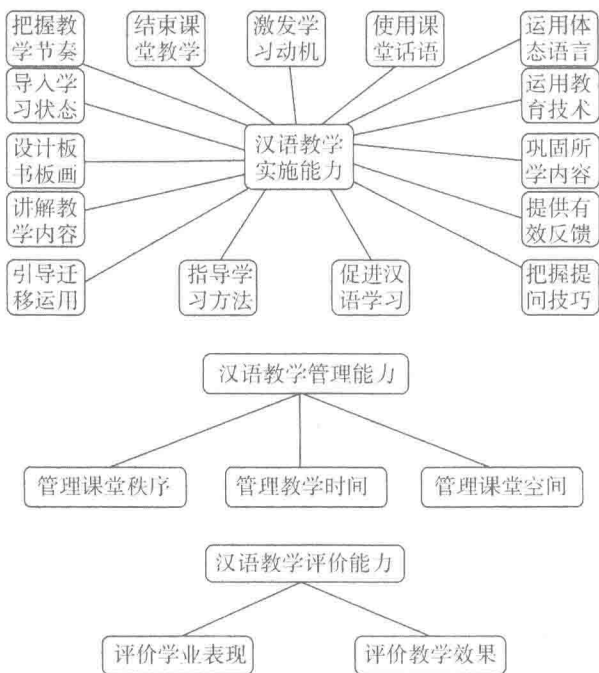 把握教
学节奏
结束课
堂教学
激发学
习动机
使用课
堂话语
运用体
态语言
导入学
习状态
运用教
育技术
设计板
书板画
汉语教学
实施能力
巩固所
学内容
讲解教
学内容
提供有
效反馈
引导迁
移运用
指导学
习方法
促进汉
语学习
把握提
问技巧
汉语教学管理能力
管理课堂秩序
管理教学时间
管理课堂空间
汉语教学评价能力
评价学业表现
评价教学效果